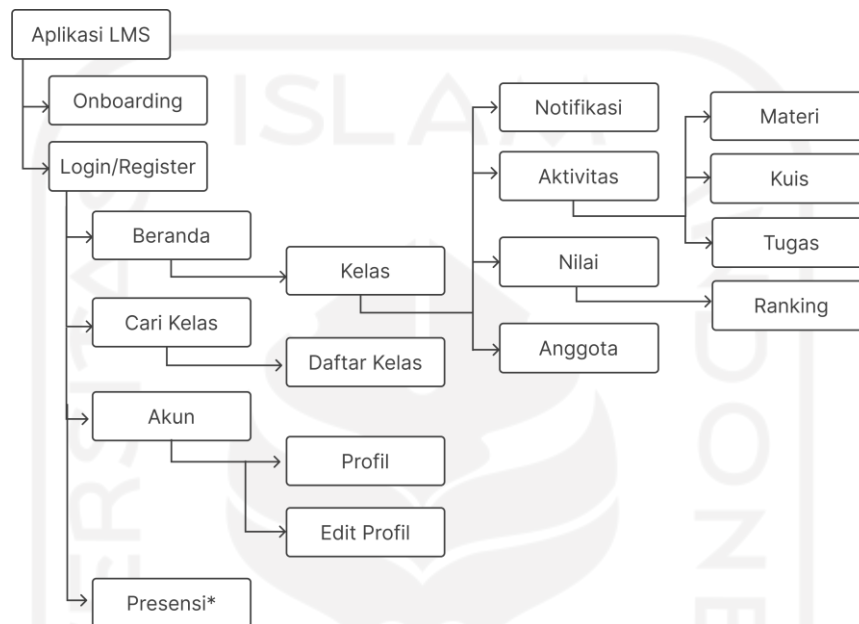 Aplikasi LMS
Onboarding
Login/Register
Beranda
Cari Kelas
Akun
Presensi*
Kelas
Daftar Kelas
Profil
Edit Profil
Notifikasi
Aktivitas
Nilai
Anggota
Materi
Kuis
Tugas
Ranking
ISLAM